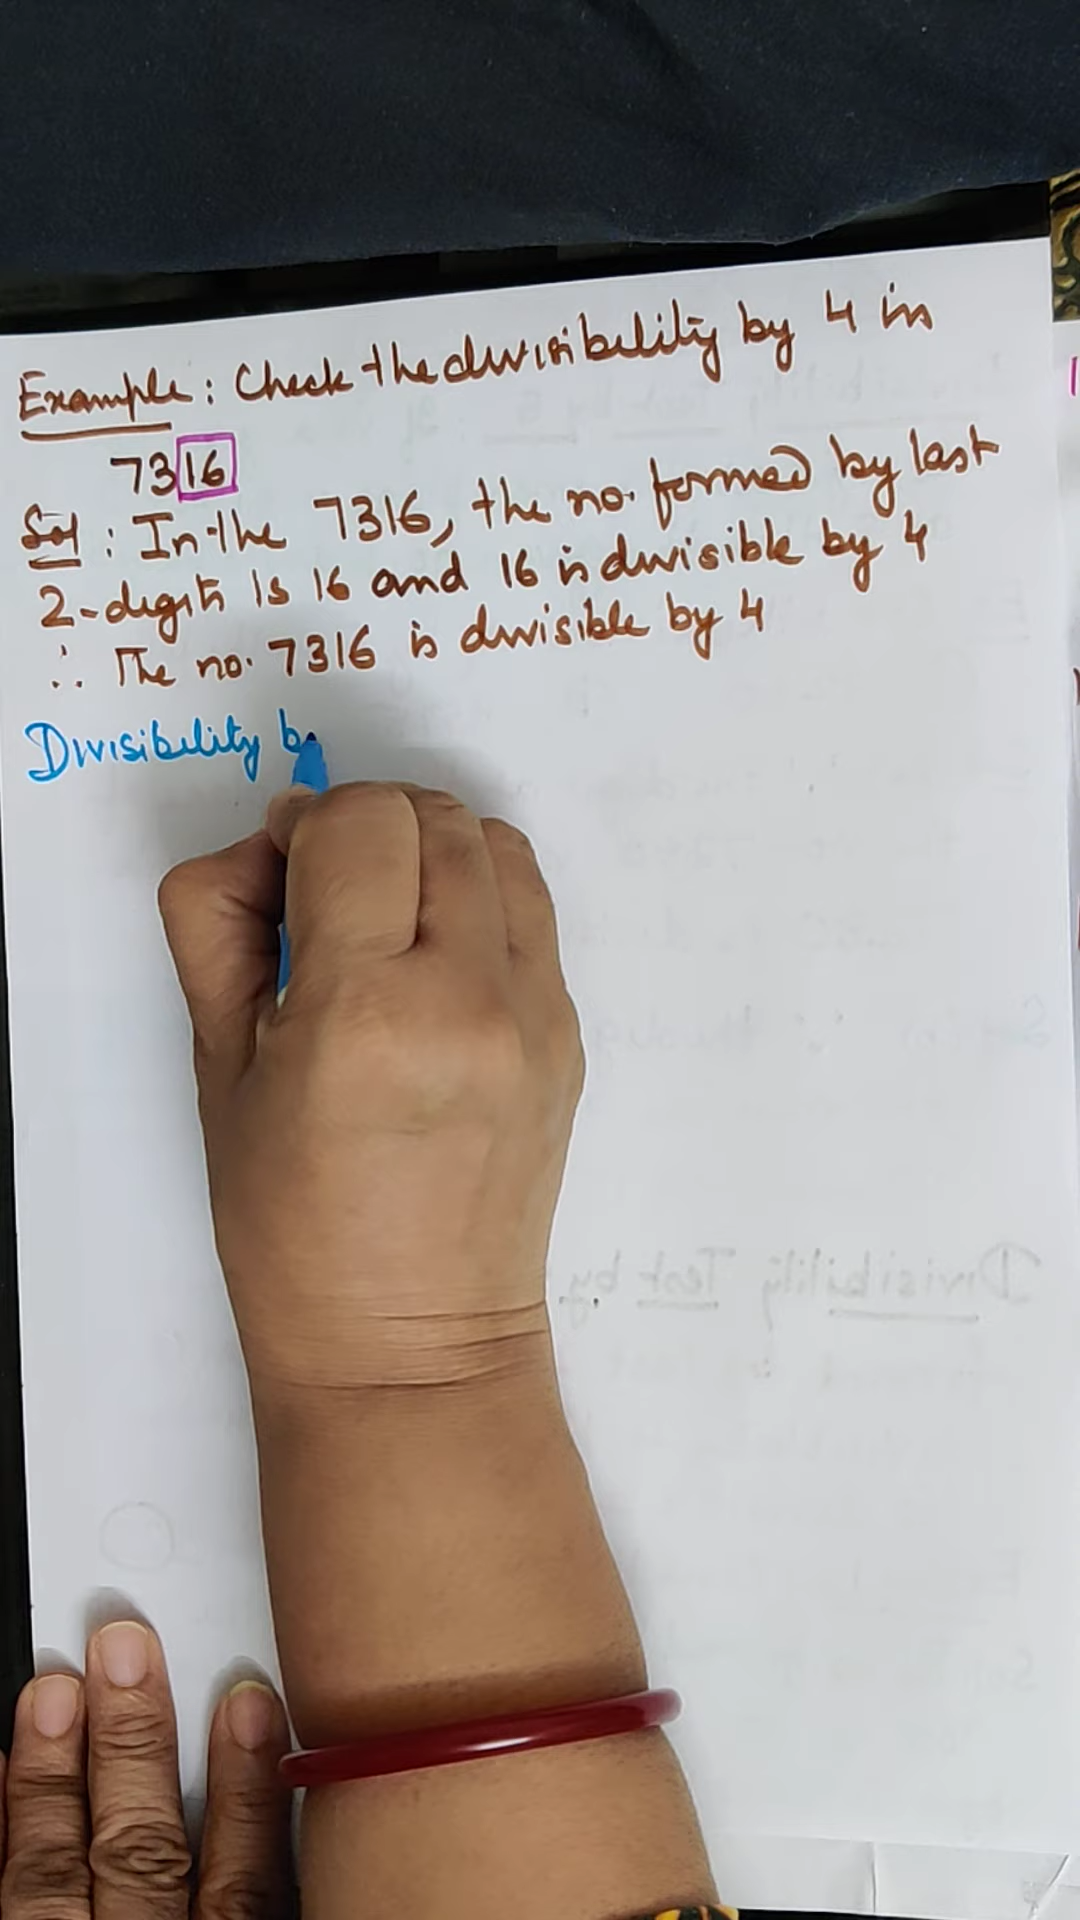 Example: Check the divisibility by 4 in
7316
Sol: In the 7316, the no. formed by last
2-digits is 16 and 16 is divisible by 4
∴ The no. 7316 is divisible by 4
Divisibility b